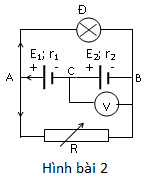 Đ
E₁; r₁ E₂; r₂
+ - C + -
A B
V
R
Hình bài 2